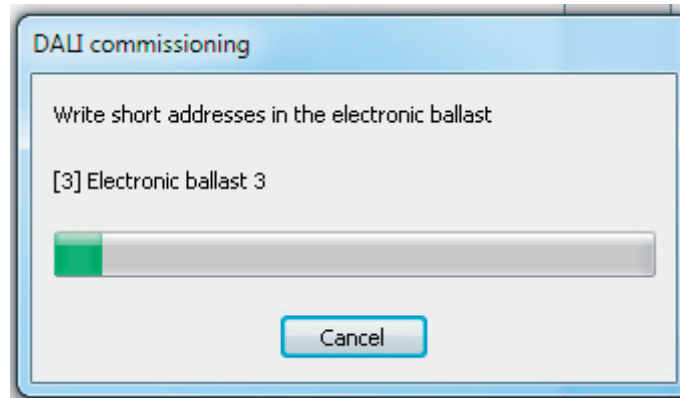 DALI commissioning
Write short addresses in the electronic ballast
[3] Electronic ballast 3
Cancel